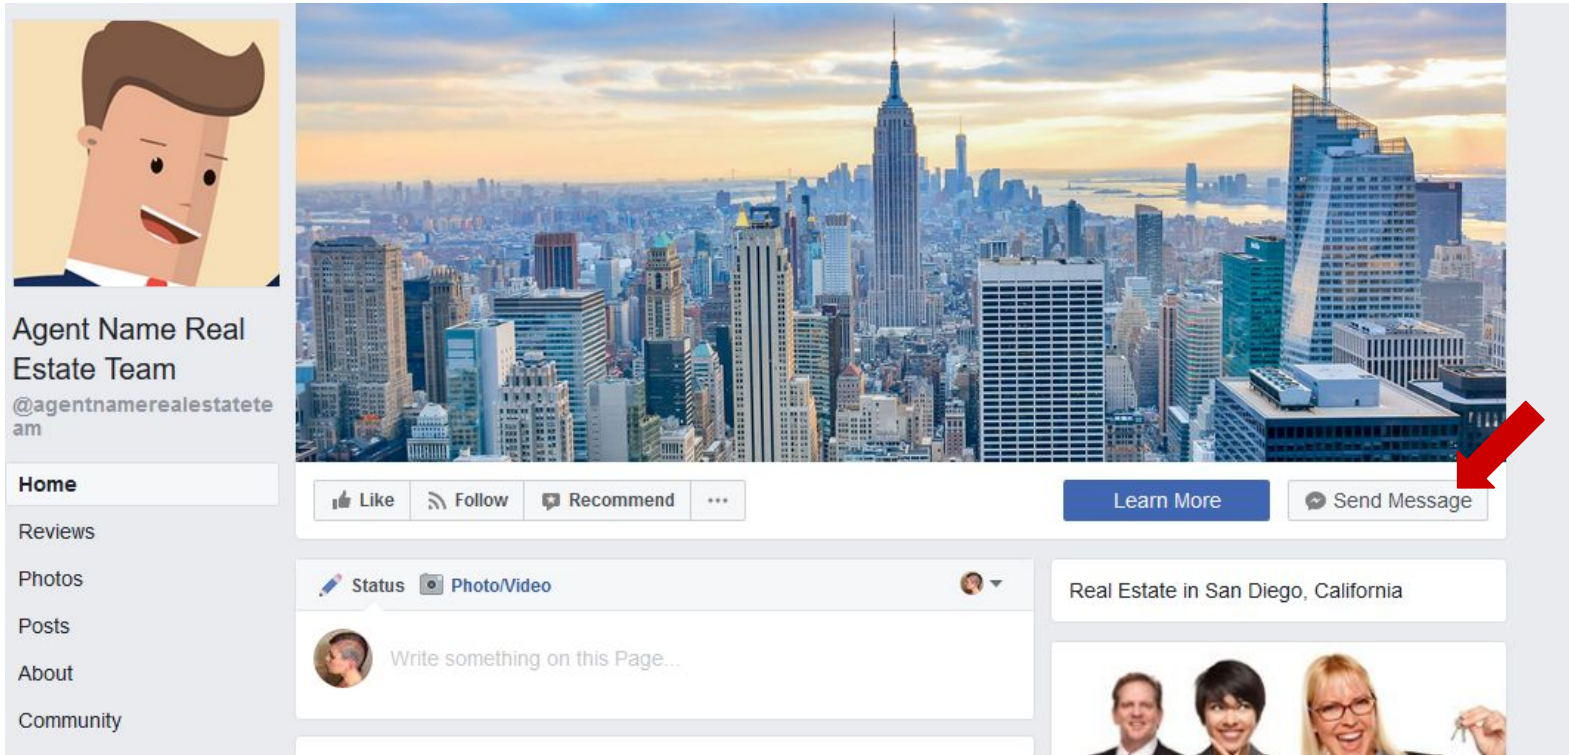 Agent Name Real
Estate Team
@agentnamerealestatete
am
Home
Reviews
Photos
Posts
About
Community
Like Follow Recommend ...
Learn More Send Message
Status Photo/Video
Write something on this Page...
Real Estate in San Diego, California